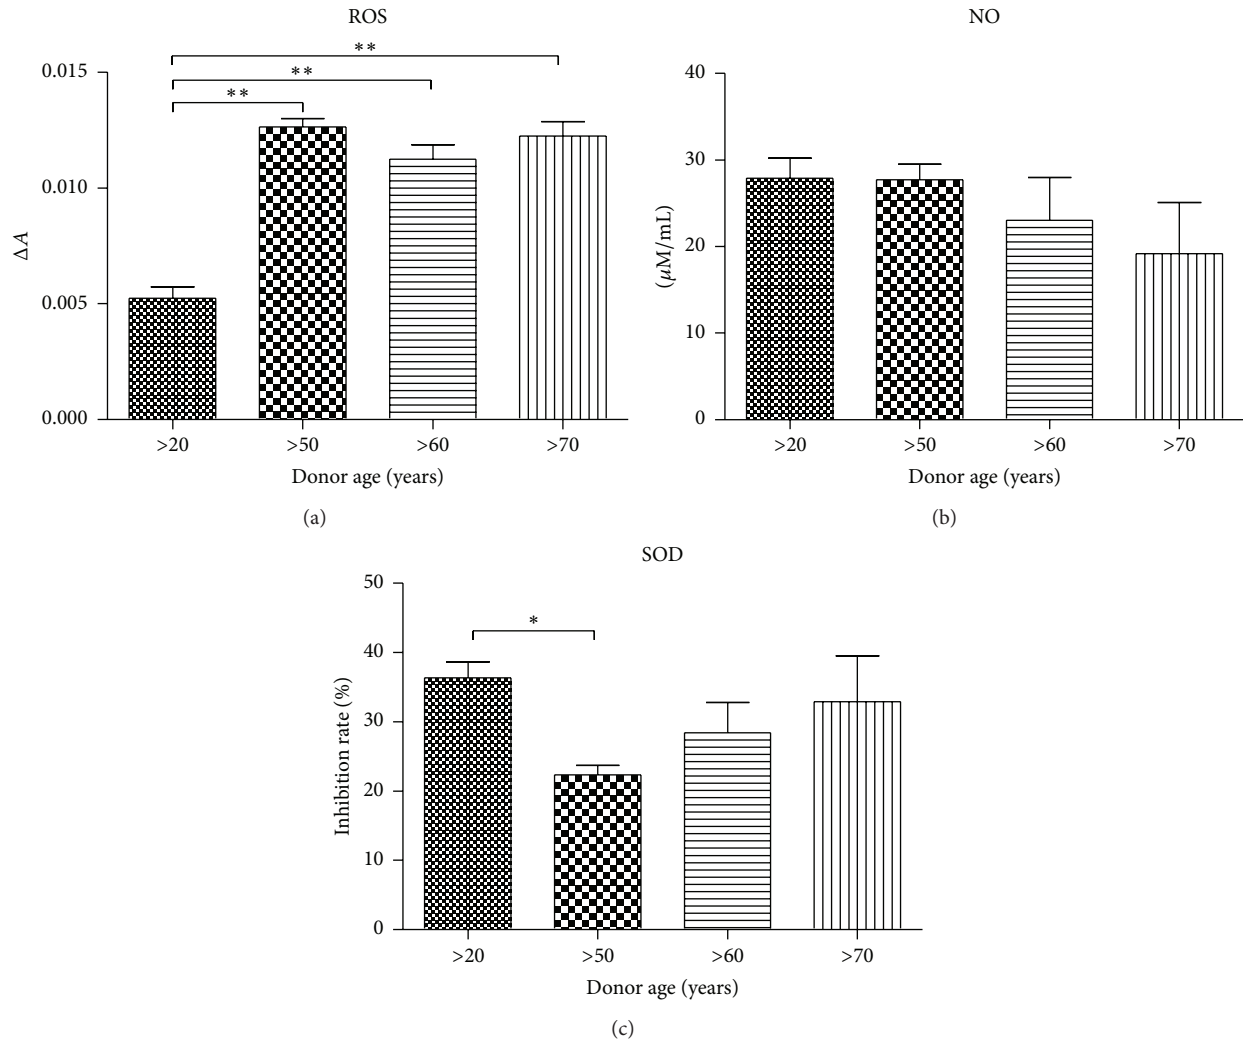 ROS
**
**
**
0.015
0.010
0.005
0.000
ΔA
>20 >50 >60 >70
Donor age (years)
(a)
NO
40
30
20
10
0
(μM/mL)
>20 >50 >60 >70
Donor age (years)
(b)
SOD
*
50
40
30
20
10
0
Inhibition rate (%)
>20 >50 >60 >70
Donor age (years)
(c)